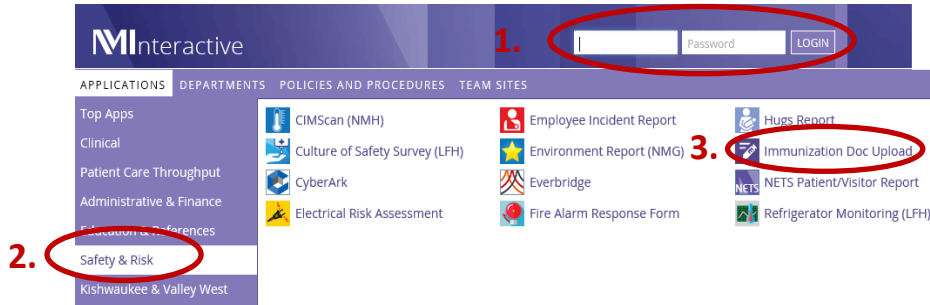 NMInteractive
1.
Password
LOGIN
APPLICATIONS DEPARTMENTS POLICIES AND PROCEDURES TEAM SITES
Top Apps
Clinical
Patient Care Throughput
Administrative & Finance
Education & References
2.
Safety & Risk
Kishwaukee & Valley West
CIMScan (NMH)
Culture of Safety Survey (LFH)
CyberArk
Electrical Risk Assessment
Employee Incident Report
Environment Report (NMG)
Everbridge
Fire Alarm Response Form
3.
Hugs Report
Immunization Doc Upload
NETS NETS Patient/Visitor Report
Refrigerator Monitoring (LFH)